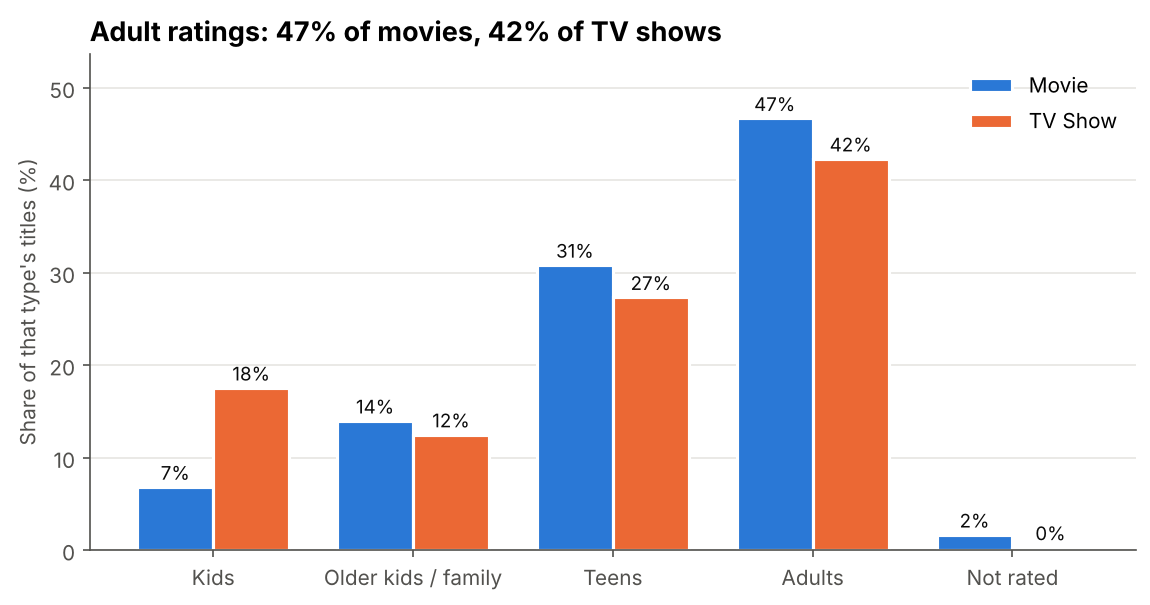 Adult ratings: 47% of movies, 42% of TV shows
Share of that type's titles (%)
50
40
30
20
10
0
Movie
TV Show
7%
18%
14%
12%
31%
27%
47%
42%
2%
0%
Kids
Older kids / family
Teens
Adults
Not rated